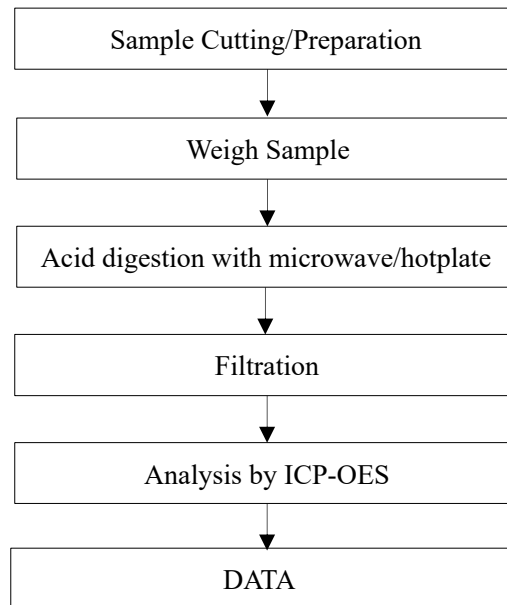 Sample Cutting/Preparation
Weigh Sample
Acid digestion with microwave/hotplate
Filtration
Analysis by ICP-OES
DATA